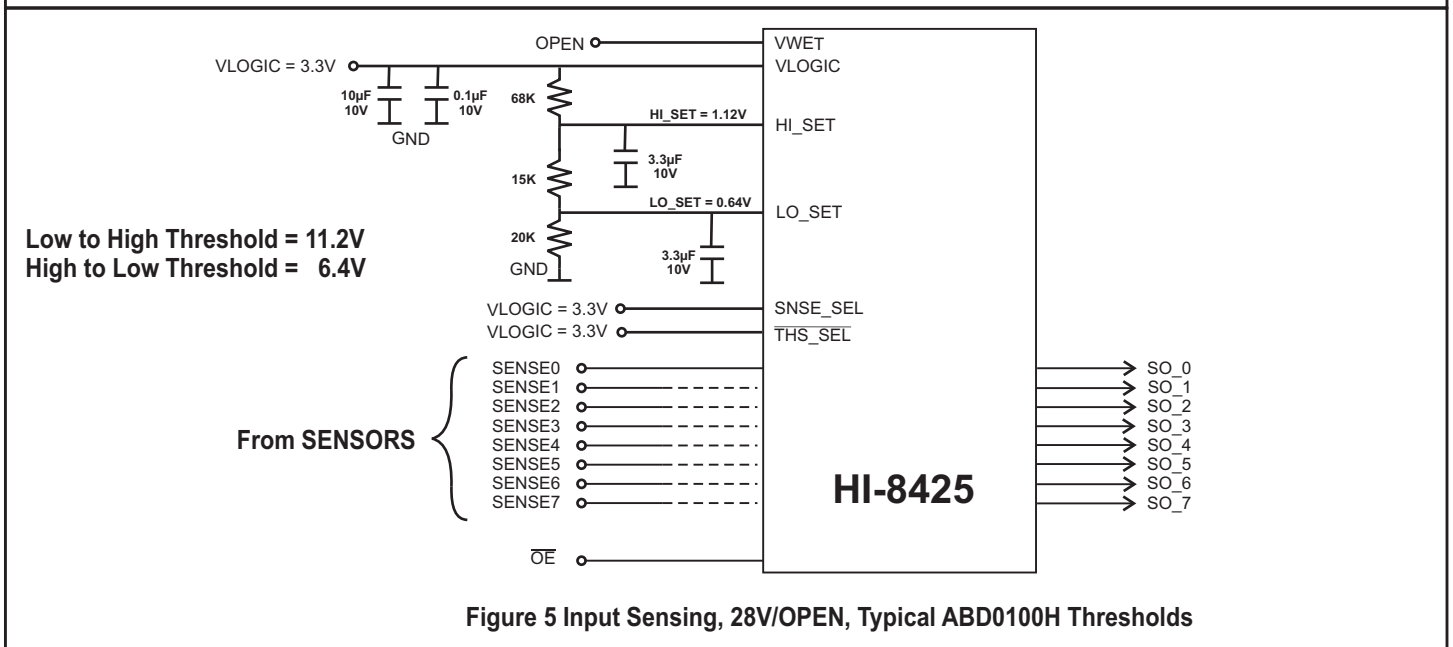 OPEN
VWET
VLOGIC = 3.3V
VLOGIC
10µF
10V
0.1µF
10V
GND
68K
HI_SET = 1.12V
HI_SET
3.3µF
10V
15K
LO_SET = 0.64V
LO_SET
20K
GND
3.3µF
10V
Low to High Threshold = 11.2V
High to Low Threshold = 6.4V
VLOGIC = 3.3V
SNSE_SEL
VLOGIC = 3.3V
THS_SEL
From SENSORS
SENSE0
SENSE1
SENSE2
SENSE3
SENSE4
SENSE5
SENSE6
SENSE7
HI-8425
SO_0
SO_1
SO_2
SO_3
SO_4
SO_5
SO_6
SO_7
OE
Figure 5 Input Sensing, 28V/OPEN, Typical ABD0100H Thresholds